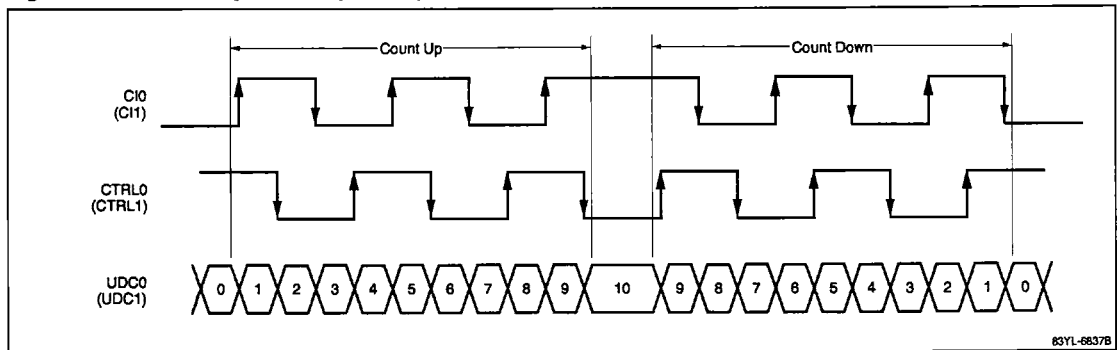 Count Up
Count Down
CI0
(CI1)
CTRL0
(CTRL1)
UDC0
(UDC1)
0 1 2 3 4 5 6 7 8 9 10 9 8 7 6 5 4 3 2 1 0
83YL-6837B